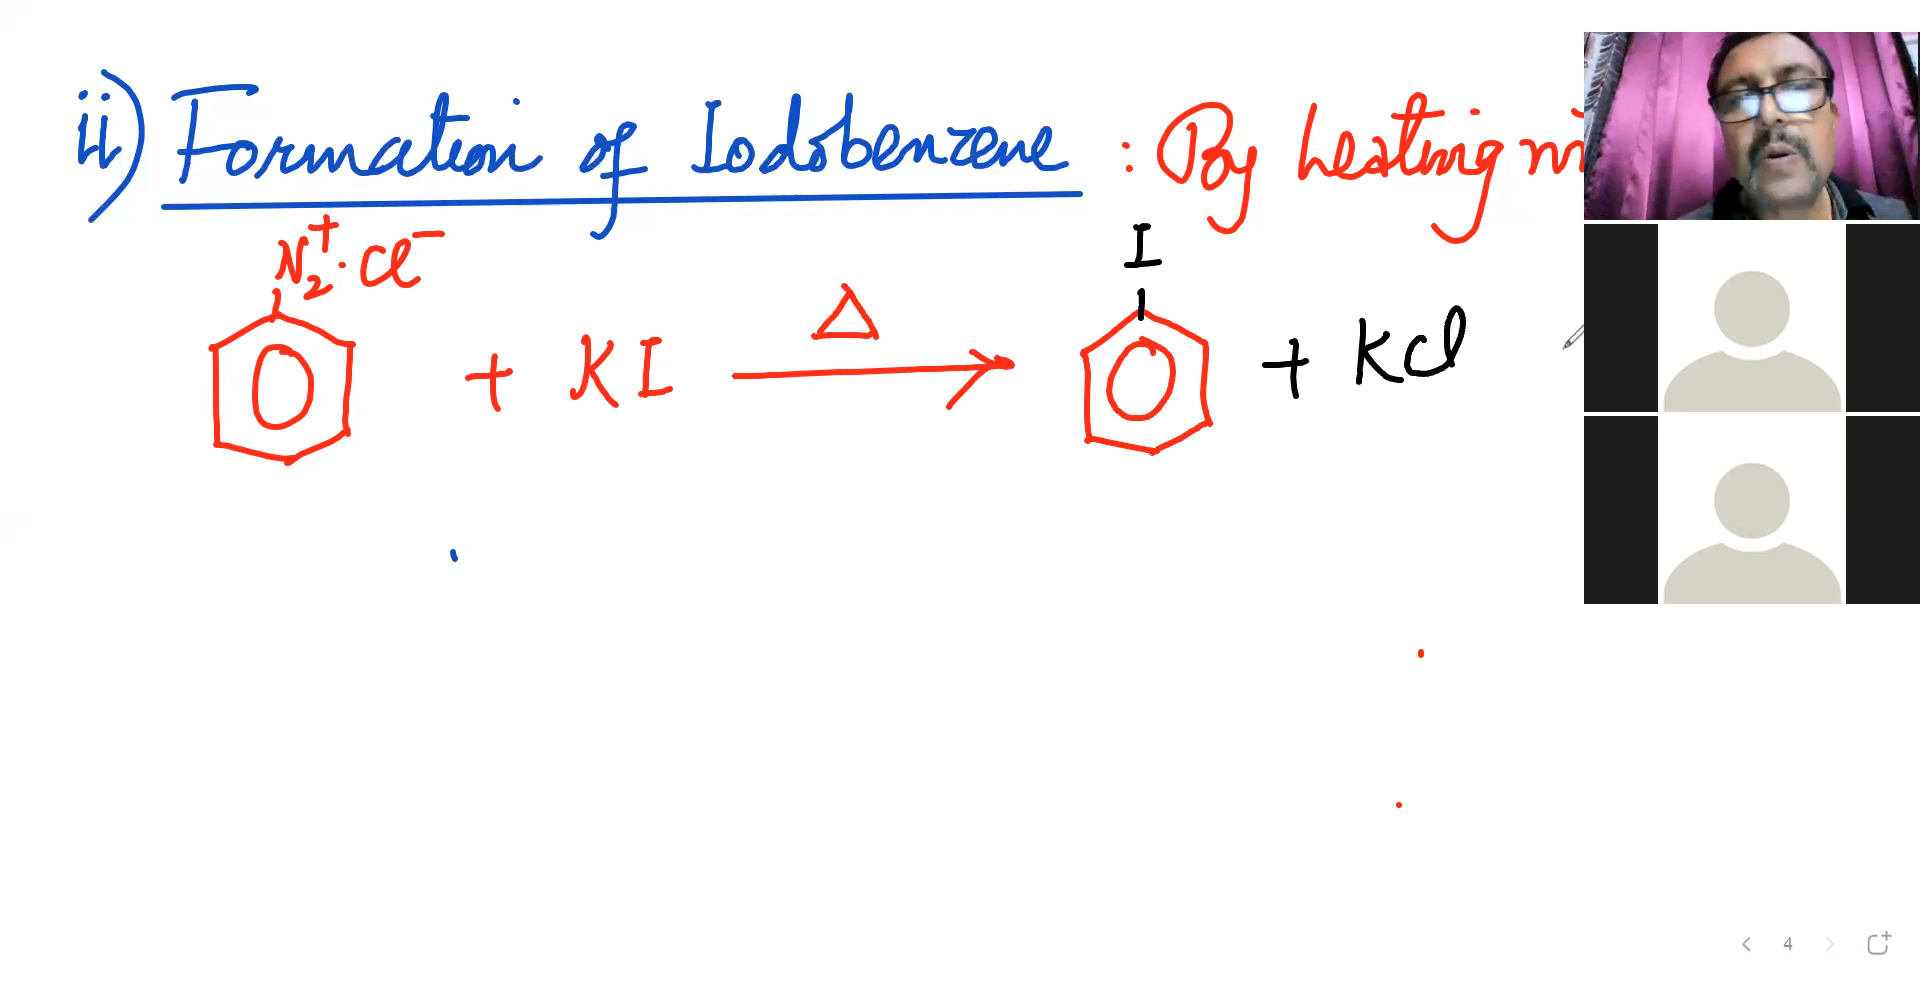 ii) Formation of Iodobenzene : By heating
N₂⁺·Cl⁻ I
+ KI △ → + KCl
4